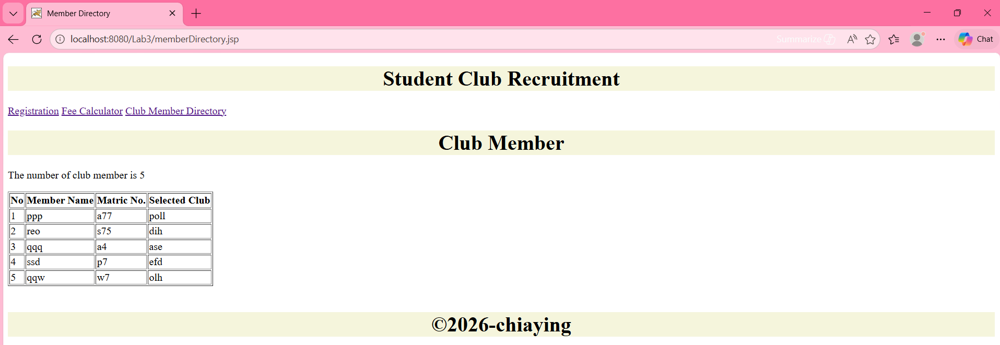 Member Directory
localhost:8080/Lab3/memberDirectory.jsp
Summarize
Chat
Student Club Recruitment
Registration Fee Calculator Club Member Directory
Club Member
The number of club member is 5
No Member Name Matric No. Selected Club
1 ppp a77 poll
2 reo s75 dih
3 qqq a4 ase
4 ssd p7 efd
5 qqw w7 olh
©2026-chiaying